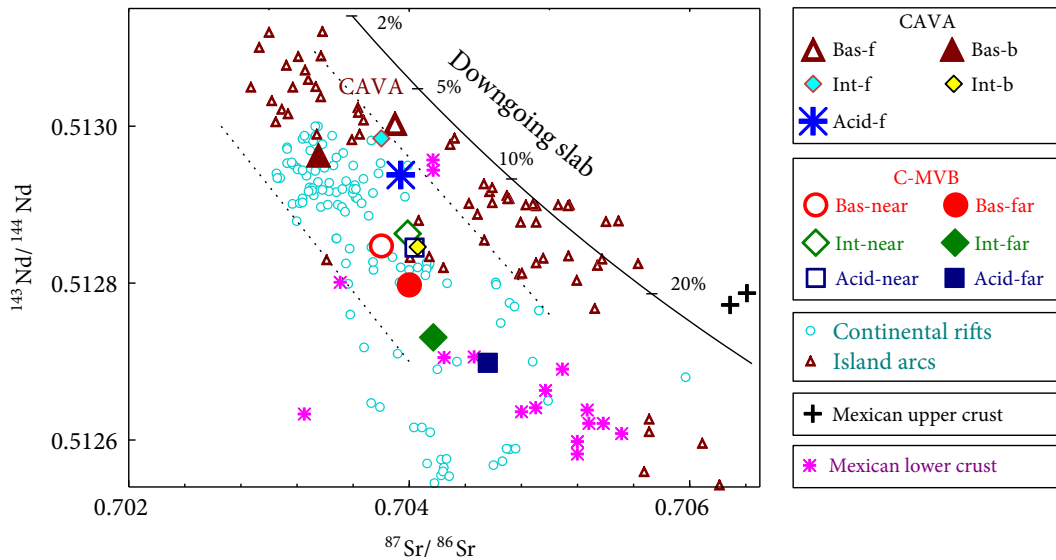 2%
CAVA
5%
Downgoing slab
10%
20%
0.5130
0.5128
0.5126
¹⁴³Nd/ ¹⁴⁴Nd
0.702
0.704
0.706
⁸⁷Sr/ ⁸⁶Sr
CAVA
Bas-f
Bas-b
Int-f
Int-b
Acid-f
C-MVB
Bas-near
Bas-far
Int-near
Int-far
Acid-near
Acid-far
Continental rifts
Island arcs
Mexican upper crust
Mexican lower crust